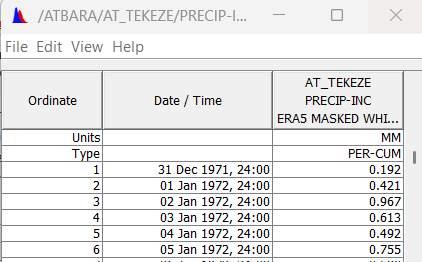 /ATBARA/AT_TEKEZE/PRECIP-I...
File Edit View Help
Ordinate Date / Time AT_TEKEZE
PRECIP-INC
ERA5 MASKED WHI...
Units MM
Type PER-CUM
1 31 Dec 1971, 24:00 0.192
2 01 Jan 1972, 24:00 0.421
3 02 Jan 1972, 24:00 0.967
4 03 Jan 1972, 24:00 0.613
5 04 Jan 1972, 24:00 0.492
6 05 Jan 1972, 24:00 0.755